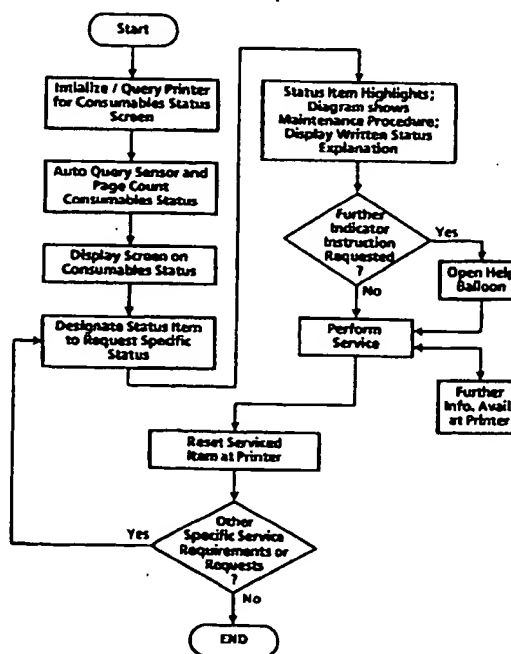 Start
Intialize / Query Printer
for Consumables Status
Screen
Auto Query Sensor and
Page Count
Consumables Status
Display Screen on
Consumables Status
Designate Status Item
to Request Specific
Status
Status Item Highlights;
Diagram shows
Maintenance Procedure;
Display Written Status
Explanation
Further
Indicator
Instruction
Requested
?
Yes
No
Open Help
Balloon
Perform
Service
Further
Info. Avail
at Printer
Reset Serviced
Item at Printer
Other
Specific Service
Requirements or
Requests
?
Yes
No
END